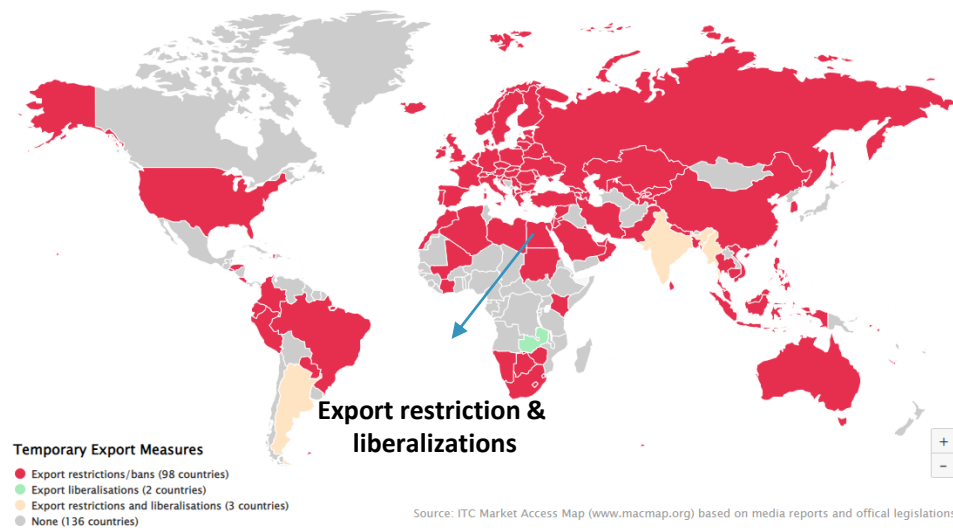 Export restriction &
liberalizations
Temporary Export Measures
Export restrictions/bans (98 countries)
Export liberalisations (2 countries)
Export restrictions and liberalisations (3 countries)
None (136 countries)
Source: ITC Market Access Map (www.macmap.org) based on media reports and offical legislations
+
−